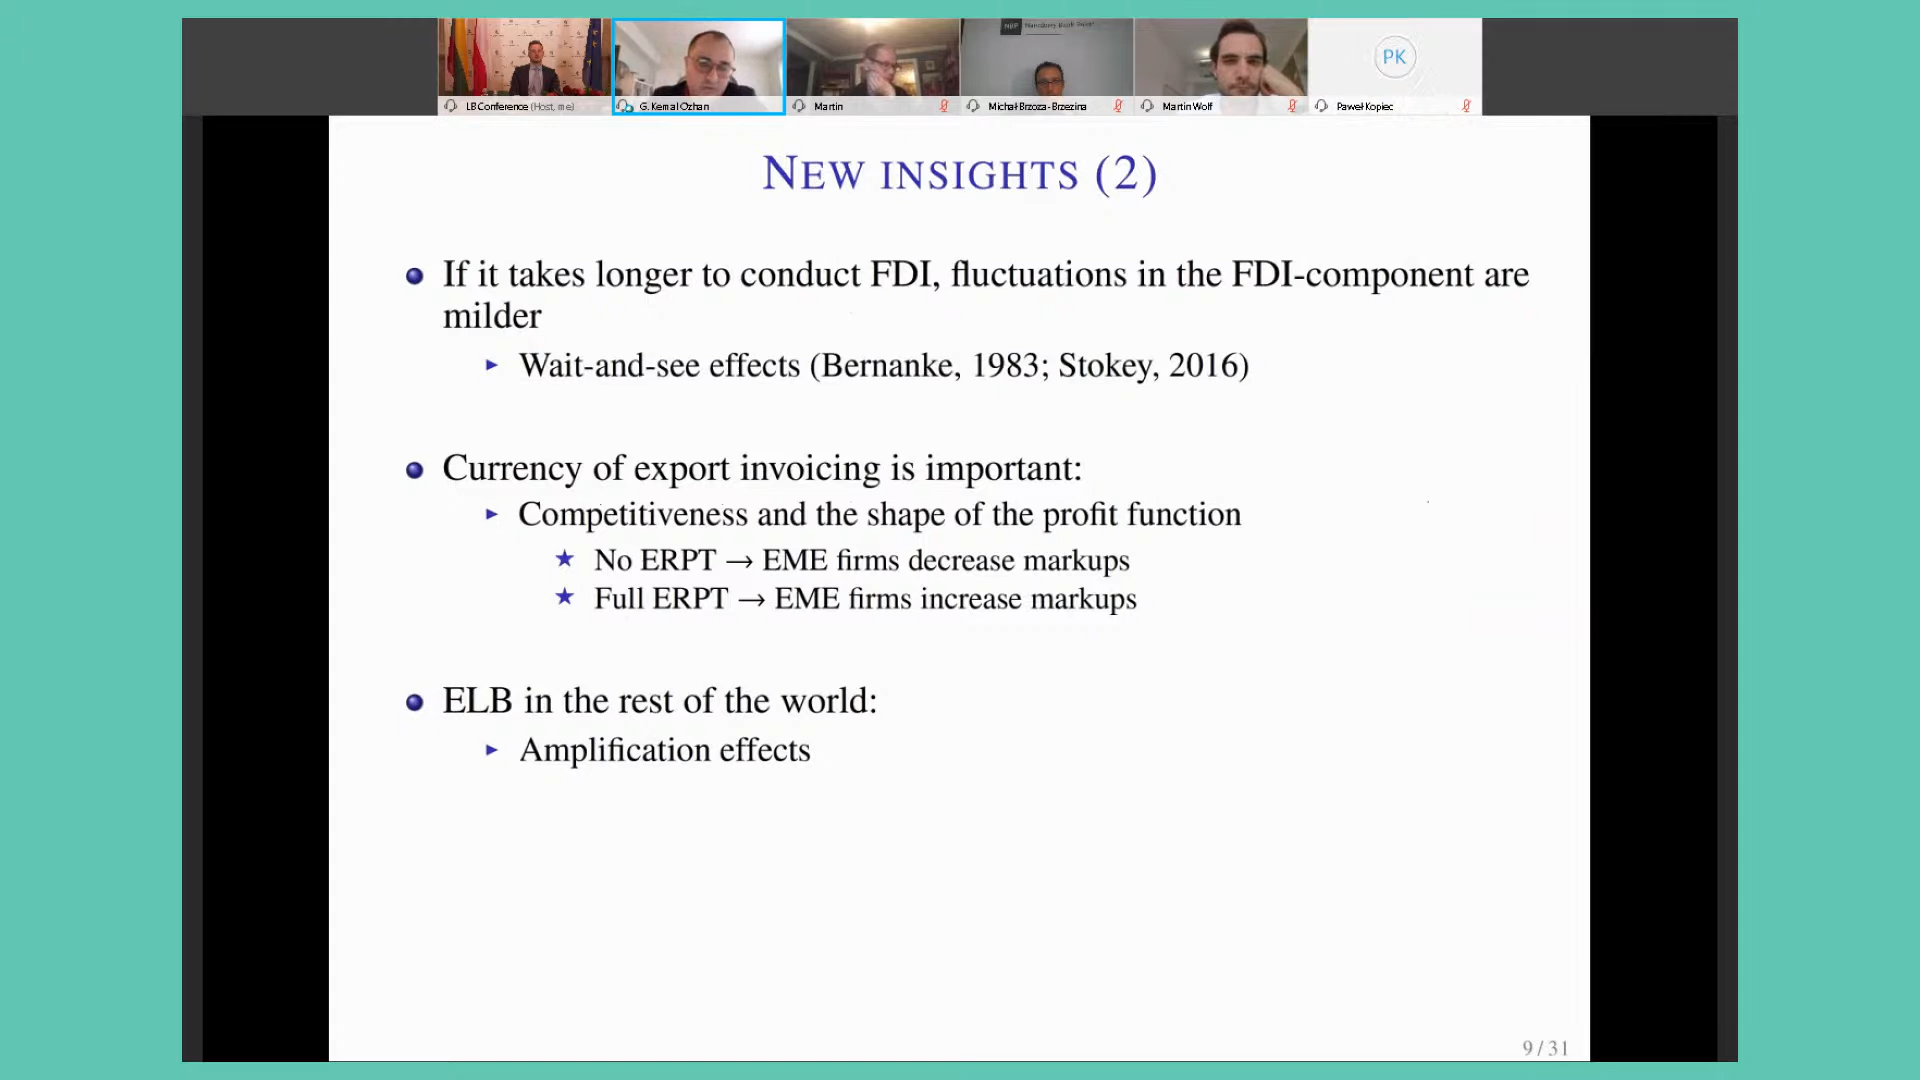 LB Conference (Host, me)
G. Kemal Ozhan
Martin
Michał Brzoza-Brzezina
Martin Wolf
PK
Paweł Kopiec
NBP
NEW INSIGHTS (2)
If it takes longer to conduct FDI, fluctuations in the FDI-component are
milder
Wait-and-see effects (Bernanke, 1983; Stokey, 2016)
Currency of export invoicing is important:
Competitiveness and the shape of the profit function
No ERPT → EME firms decrease markups
Full ERPT → EME firms increase markups
ELB in the rest of the world:
Amplification effects
9 / 31